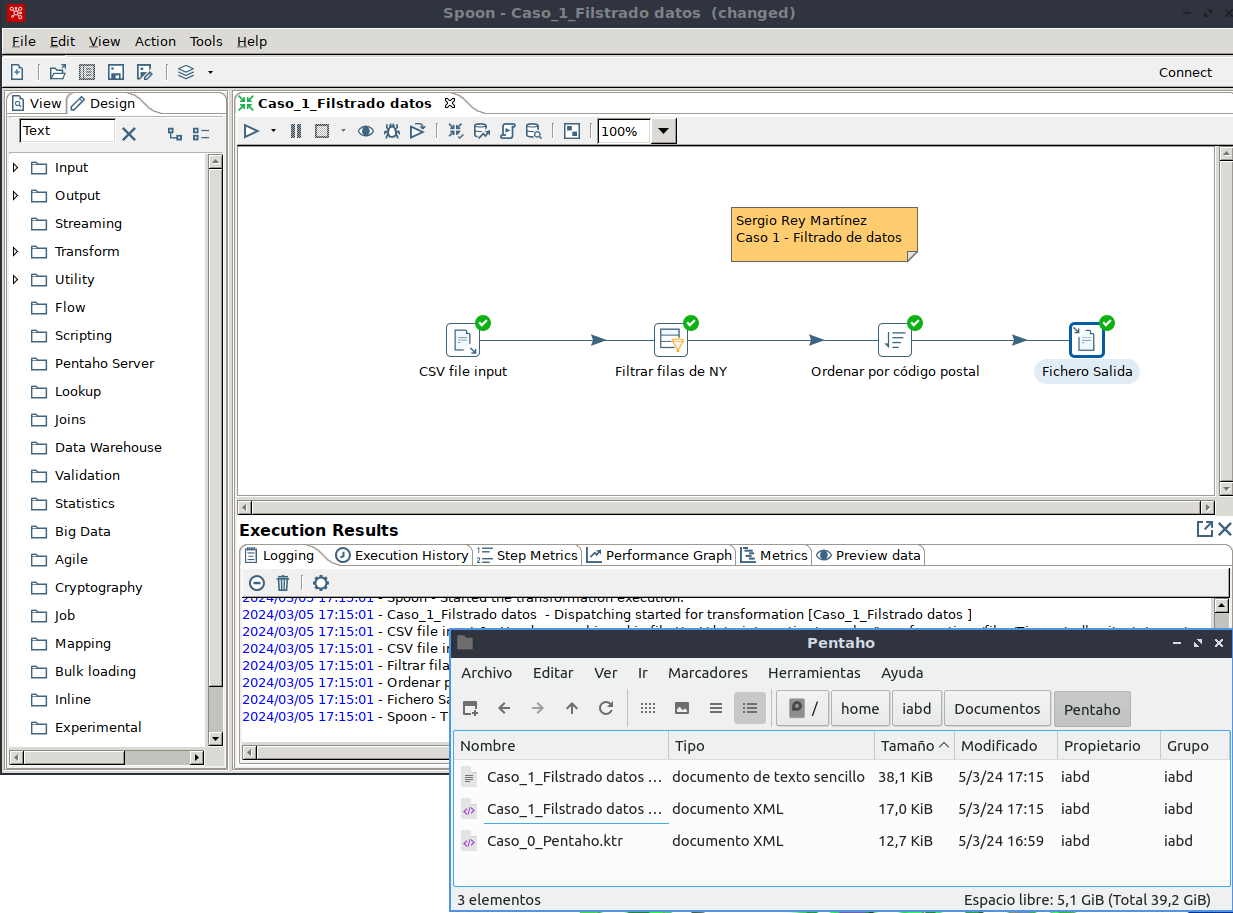 Spoon - Caso_1_Filstrado datos (changed)
File Edit View Action Tools Help
Connect
View Design
Text
Input
Output
Streaming
Transform
Utility
Flow
Scripting
Pentaho Server
Lookup
Joins
Data Warehouse
Validation
Statistics
Big Data
Agile
Cryptography
Job
Mapping
Bulk loading
Inline
Experimental
Caso_1_Filstrado datos
100%
Sergio Rey Martínez
Caso 1 - Filtrado de datos
CSV file input
Filtrar filas de NY
Ordenar por código postal
Fichero Salida
Execution Results
Logging Execution History Step Metrics Performance Graph Metrics Preview data
2024/03/05 17:15:01 - Spoon - Started the transformation execution.
2024/03/05 17:15:01 - Caso_1_Filstrado datos - Dispatching started for transformation [Caso_1_Filstrado datos ]
2024/03/05 17:15:01 - CSV file in
2024/03/05 17:15:01 - CSV file in
2024/03/05 17:15:01 - Filtrar fila
2024/03/05 17:15:01 - Ordenar p
2024/03/05 17:15:01 - Fichero Sa
2024/03/05 17:15:01 - Spoon - T
Pentaho
Archivo Editar Ver Ir Marcadores Herramientas Ayuda
/ home iabd Documentos Pentaho
Nombre Tipo Tamaño Modificado Propietario Grupo
Caso_1_Filstrado datos ... documento de texto sencillo 38,1 KiB 5/3/24 17:15 iabd iabd
Caso_1_Filstrado datos ... documento XML 17,0 KiB 5/3/24 17:15 iabd iabd
Caso_0_Pentaho.ktr documento XML 12,7 KiB 5/3/24 16:59 iabd iabd
3 elementos
Espacio libre: 5,1 GiB (Total 39,2 GiB)